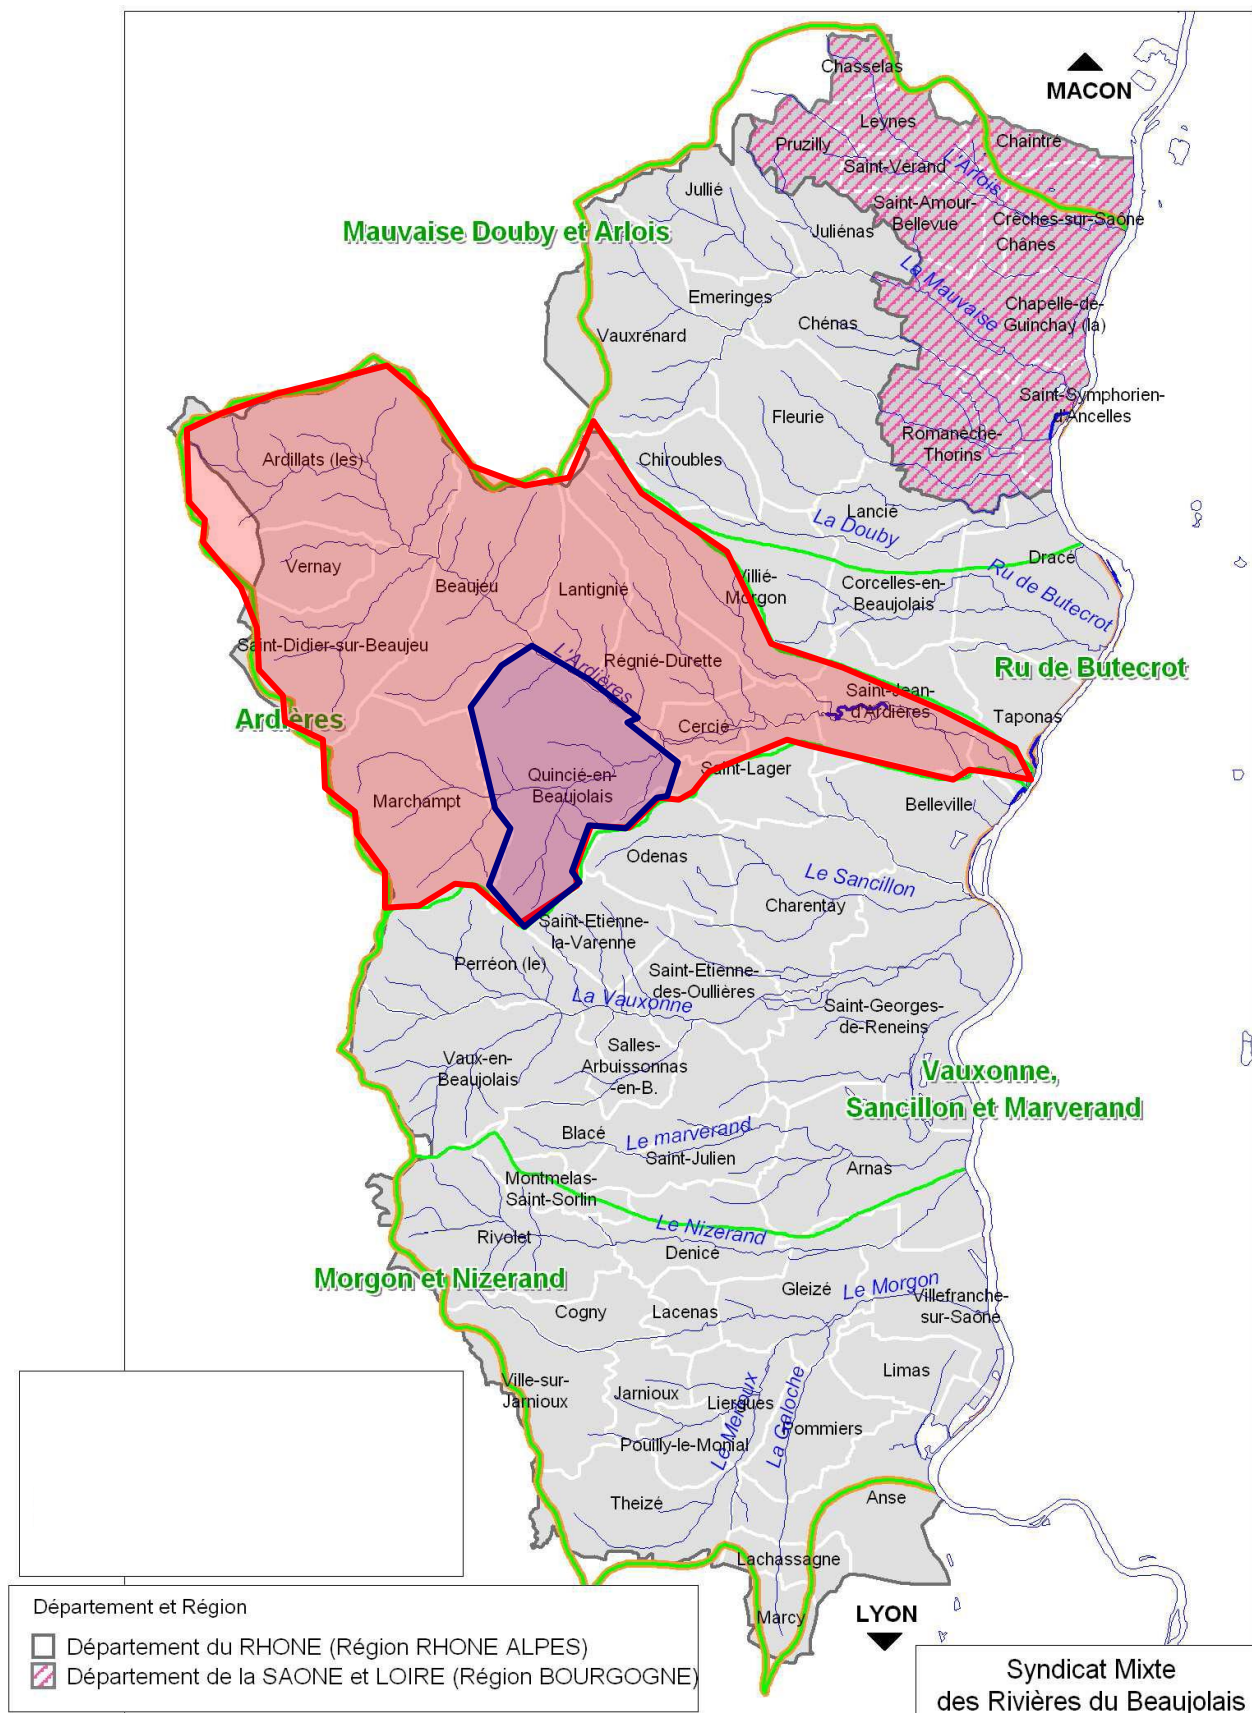 Chasselas
MACON
Leynes
Chaintré
Pruzilly
Saint-Vérand
L'Arlois
Jullié
Saint-Amour-
Bellevue
Crêches-sur-Saône
Mauvaise Douby et Arlois
Juliénas
Chânes
La Mauvaise
Emeringes
Chapelle-de-
Guinchay (la)
Vauxrenard
Chénas
Saint-Symphorien-
d'Ancelles
Fleurie
Romanèche-
Thorins
Ardillats (les)
Chiroubles
Lancié
La Douby
Dracé
Vernay
Beaujeu
Lantignié
Villié-
Morgon
Corcelles-en-
Beaujolais
Ru de Butecrot
Saint-Didier-sur-Beaujeu
L'Ardières
Régnié-Durette
Ru de Butecrot
Saint-Jean-
d'Ardières
Ardières
Cercié
Taponas
Quincié-en-
Beaujolais
Saint-Lager
Marchampt
Belleville
Odenas
Le Sancillon
Charentay
Saint-Etienne-
la-Varenne
Perréon (le)
Saint-Etienne-
des-Oullières
La Vauxonne
Saint-Georges-
de-Reneins
Salles-
Arbuissonnas
-en-B.
Vaux-en-
Beaujolais
Vauxonne,
Sancillon et Marverand
Blacé
Le marverand
Saint-Julien
Arnas
Montmelas-
Saint-Sorlin
Le Nizerand
Rivolet
Denicé
Morgon et Nizerand
Gleizé
Le Morgon
Villefranche-
sur-Saône
Cogny
Lacenas
Limas
Ville-sur-
Jarnioux
Jarnioux
Liergues
Le Merloux
La Galoche
Pommiers
Pouilly-le-Monial
Theizé
Anse
Lachassagne
Marcy
LYON
Département et Région
Département du RHONE (Région RHONE ALPES)
Département de la SAONE et LOIRE (Région BOURGOGNE)
Syndicat Mixte
des Rivières du Beaujolais